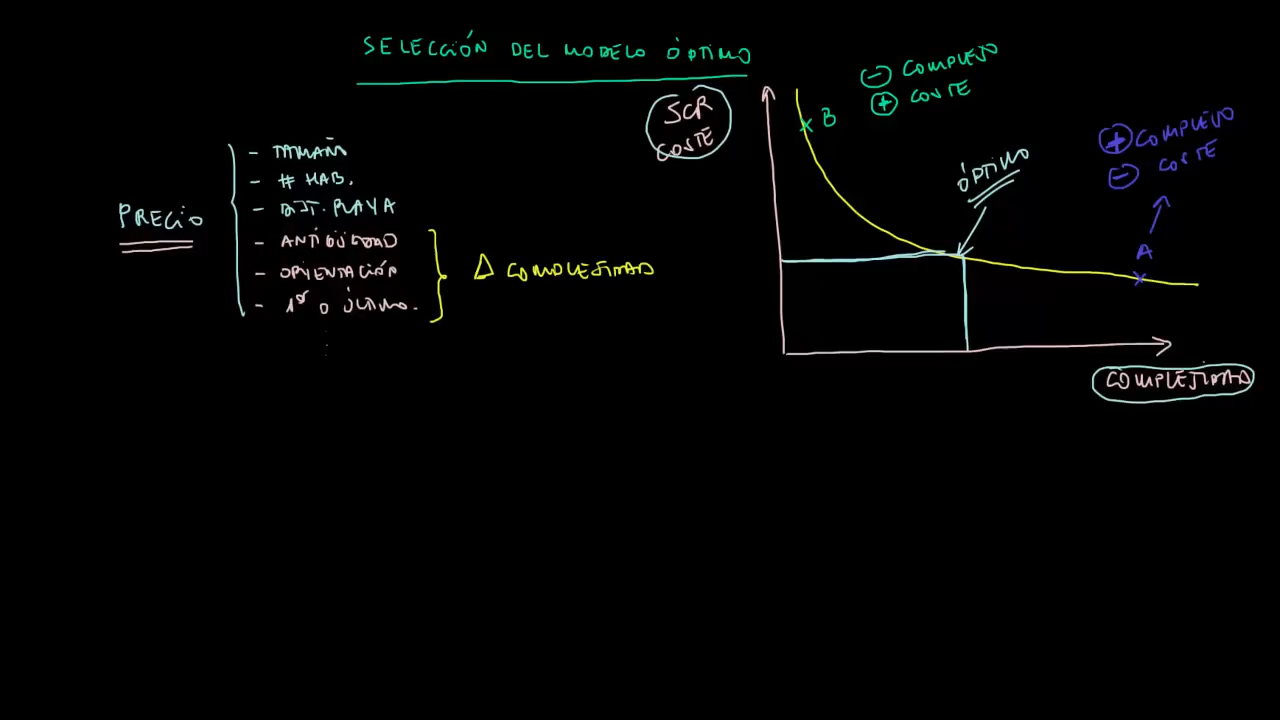 SELECCIÓN DEL MODELO ÓPTIMO
PRECIO
- TAMAÑO
- # HAB.
- DIST. PLAYA
- ANTIGÜEDAD
- ORIENTACIÓN
- 1º O ÚLTIMO.
Δ COMPLEJIDAD
SCR
COSTE
B
- COMPLEJO
+ COSTE
ÓPTIMO
+ COMPLEJO
- COSTE
A
COMPLEJIDAD